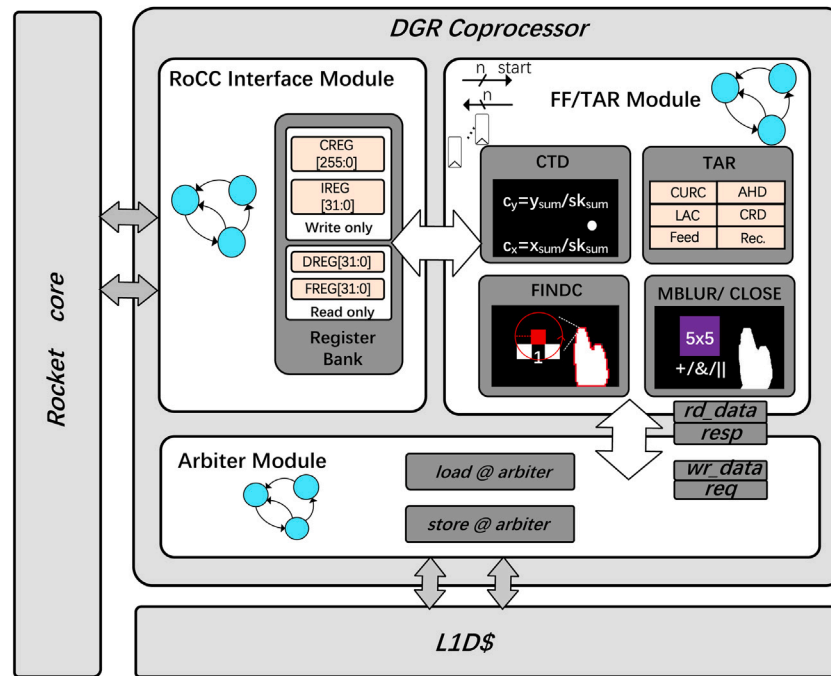 DGR Coprocessor
Rocket core
RoCC Interface Module
CREG
[255:0]
IREG
[31:0]
Write only
DREG[31:0]
FREG[31:0]
Read only
Register
Bank
n start
n
FF/TAR Module
CTD
cy=ysum/sksum
cx=xsum/sksum
TAR
CURC AHD
LAC CRD
Feed Rec.
FINDC
1
MBLUR/ CLOSE
5x5
+/&/||
rd_data
resp
wr_data
req
Arbiter Module
load @ arbiter
store @ arbiter
L1D$